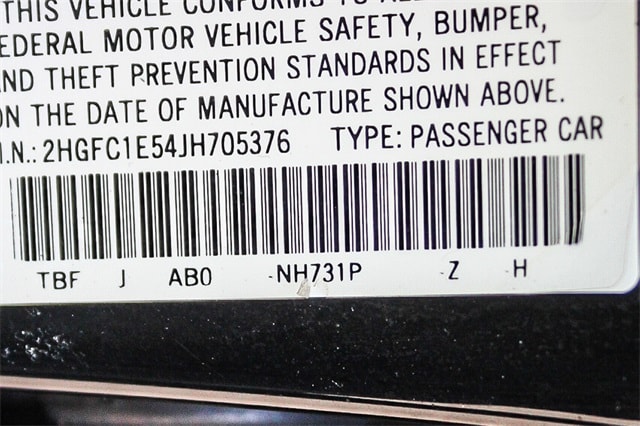 THIS VEHICLE CONFORMS TO
EDERAL MOTOR VEHICLE SAFETY, BUMPER,
ND THEFT PREVENTION STANDARDS IN EFFECT
ON THE DATE OF MANUFACTURE SHOWN ABOVE.
I.N.: 2HGFC1E54JH705376 TYPE: PASSENGER CAR
TBF J AB0 -NH731P -Z -H